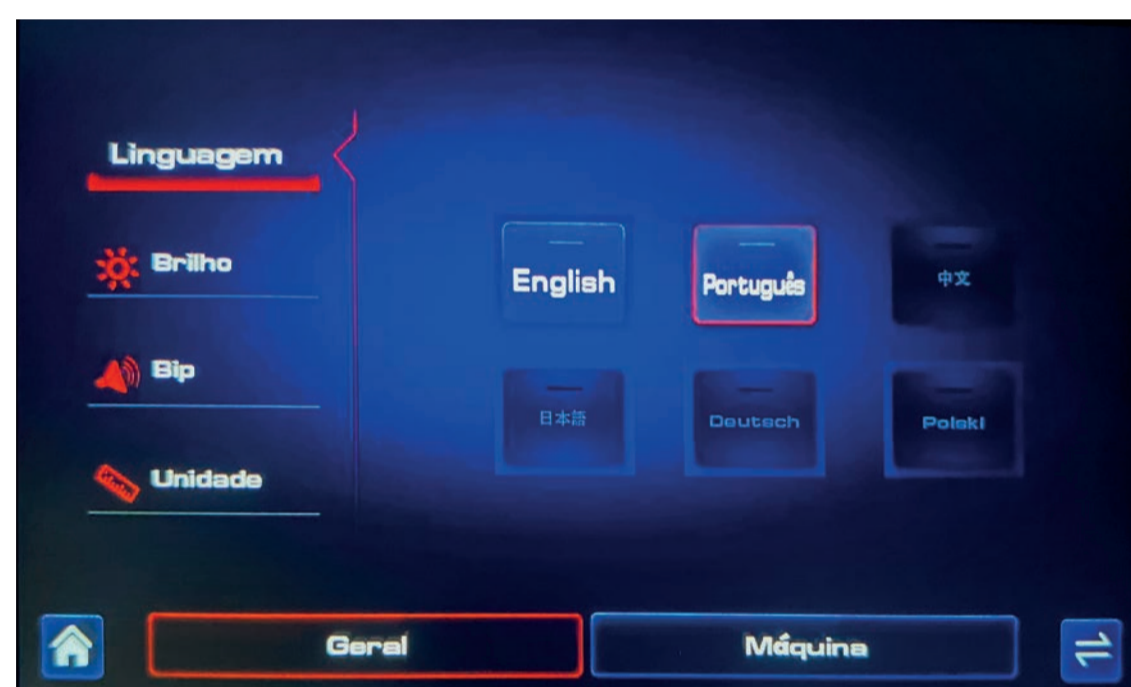 Linguagem
Brilho
Bip
Unidade
English
Português
中文
日本語
Deutsch
Polski
Geral
Máquina